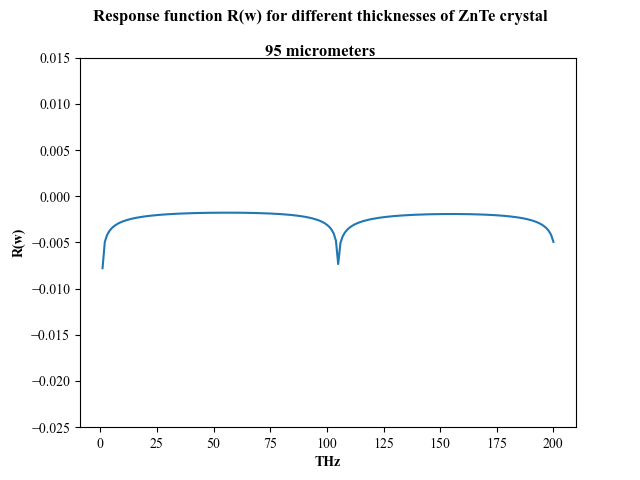 Response function R(w) for different thicknesses of ZnTe crystal
95 micrometers
0.015
0.010
0.005
0.000
−0.005
−0.010
−0.015
−0.020
−0.025
R(w)
0 25 50 75 100 125 150 175 200
THz